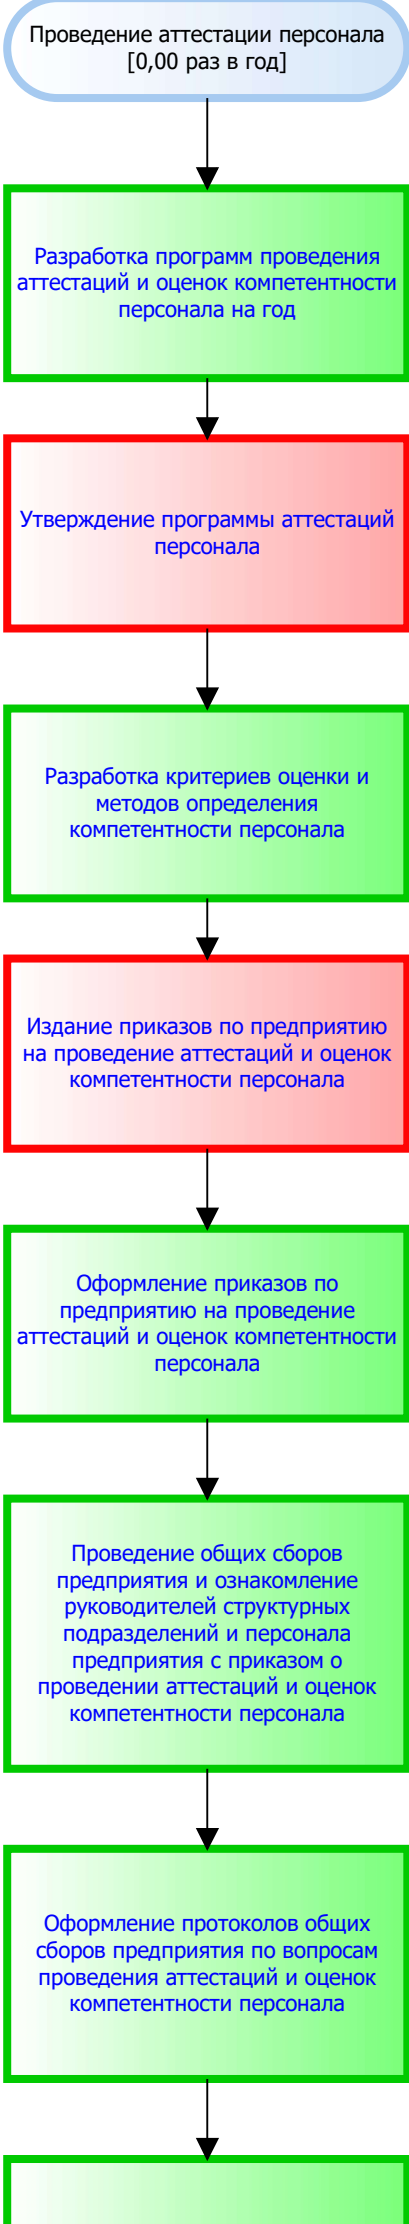 Проведение аттестации персонала
[0,00 раз в год]
Разработка программ проведения
аттестаций и оценок компетентности
персонала на год
Утверждение программы аттестаций
персонала
Разработка критериев оценки и
методов определения
компетентности персонала
Издание приказов по предприятию
на проведение аттестаций и оценок
компетентности персонала
Оформление приказов по
предприятию на проведение
аттестаций и оценок компетентности
персонала
Проведение общих сборов
предприятия и ознакомление
руководителей структурных
подразделений и персонала
предприятия с приказом о
проведении аттестаций и оценок
компетентности персонала
Оформление протоколов общих
сборов предприятия по вопросам
проведения аттестаций и оценок
компетентности персонала